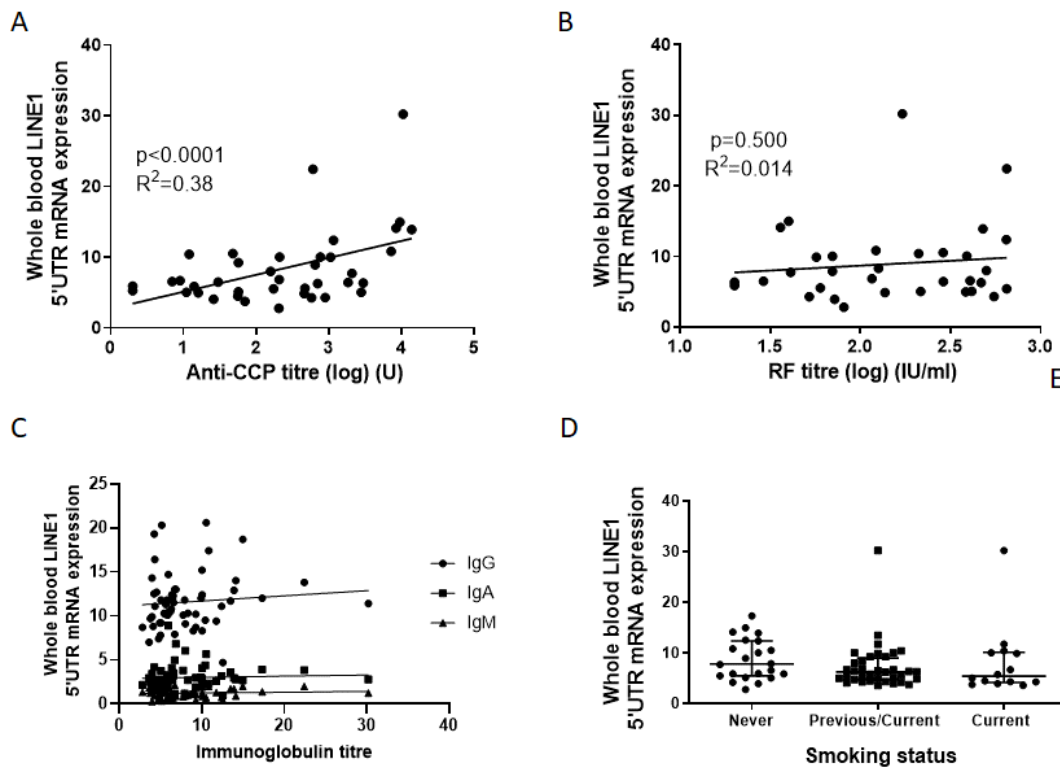 A
Whole blood LINE1
5'UTR mRNA expression
40
30
20
10
0
p<0.0001
R²=0.38
0
1
2
3
4
5
Anti-CCP titre (log) (U)
B
Whole blood LINE1
5'UTR mRNA expression
40
30
20
10
0
p=0.500
R²=0.014
1.0
1.5
2.0
2.5
3.0
RF titre (log) (IU/ml)
E
C
Whole blood LINE1
5'UTR mRNA expression
25
20
15
10
5
0
0
10
20
30
40
Immunoglobulin titre
IgG
IgA
IgM
D
Whole blood LINE1
5'UTR mRNA expression
40
30
20
10
0
Never
Previous/Current
Current
Smoking status